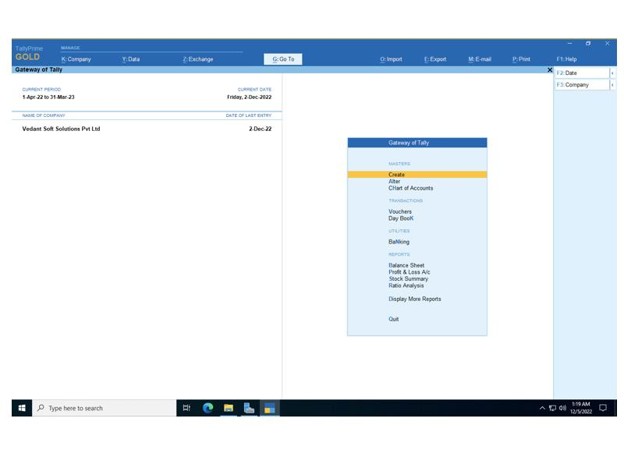 TallyPrime
GOLD
MANAGE
K: Company
Y: Data
Z: Exchange
G: Go To
O: Import
E: Export
M: E-mail
P: Print
F1: Help
Gateway of Tally
F2: Date
F3: Company
CURRENT PERIOD
CURRENT DATE
1-Apr-22 to 31-Mar-23
Friday, 2-Dec-2022
NAME OF COMPANY
DATE OF LAST ENTRY
Vedant Soft Solutions Pvt Ltd
2-Dec-22
Gateway of Tally
MASTERS
Create
Alter
CHart of Accounts
TRANSACTIONS
Vouchers
Day BooK
UTILITIES
BaNking
REPORTS
Balance Sheet
Profit & Loss A/c
Stock Summary
Ratio Analysis
Display More Reports
Quit
Type here to search
1:19 AM
12/5/2022